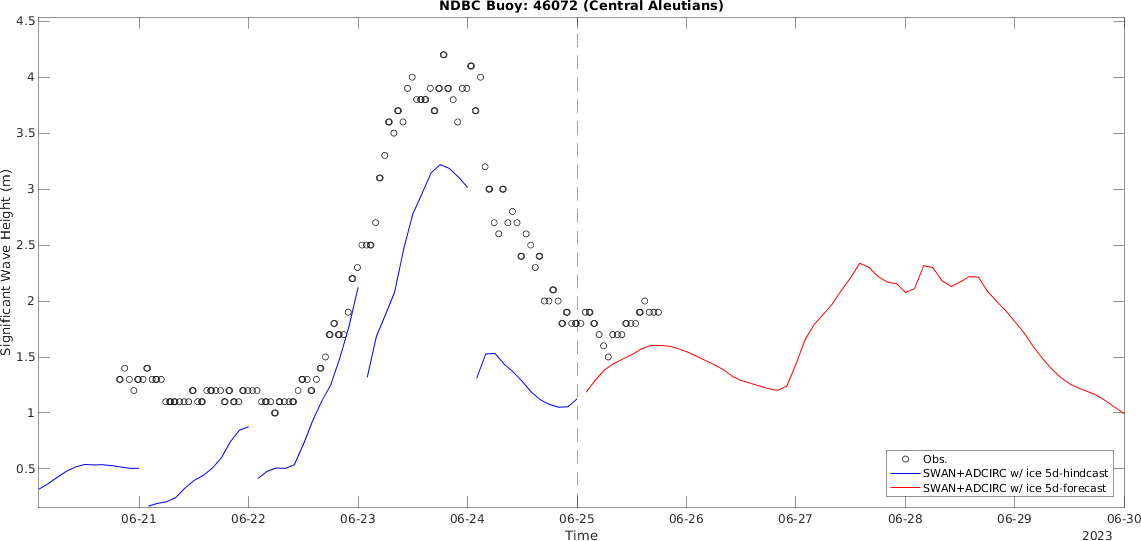 NDBC Buoy: 46072 (Central Aleutians)
4.5
4
3.5
3
2.5
2
1.5
1
0.5
Significant Wave Height (m)
06-21 06-22 06-23 06-24 06-25 06-26 06-27 06-28 06-29 06-30
Time
2023
Obs.
SWAN+ADCIRC w/ ice 5d-hindcast
SWAN+ADCIRC w/ ice 5d-forecast